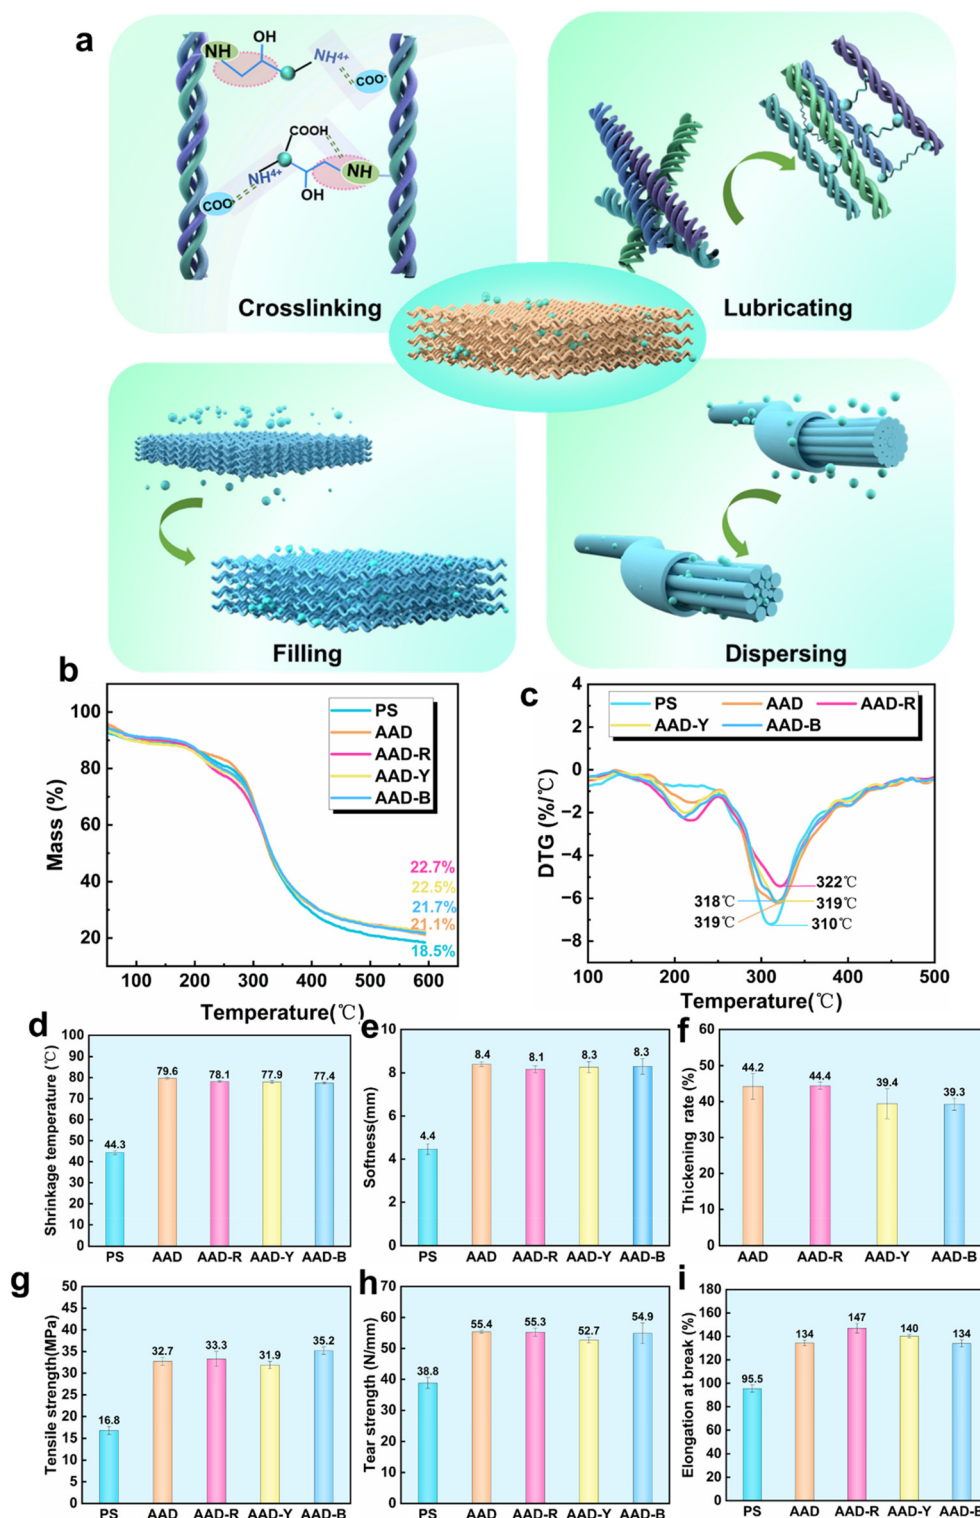 a
OH
NH
NH4+
COO-
COOH
NH4+
NH
COO-
OH
Crosslinking
Lubricating
Filling
Dispersing
b
Mass (%)
100
80
60
40
20
PS
AAD
AAD-R
AAD-Y
AAD-B
22.7%
22.5%
21.7%
21.1%
18.5%
100 200 300 400 500 600
Temperature(℃)
c
DTG (%/℃)
4
2
0
−2
−4
−6
−8
PS AAD AAD-R
AAD-Y AAD-B
322℃
318℃ 319℃
319℃ 310℃
100 200 300 400 500
Temperature(℃)
d
Shrinkage temperature (℃)
100
90
80
70
60
50
40
30
20
10
0
44.3 79.6 78.1 77.9 77.4
PS AAD AAD-R AAD-Y AAD-B
e
Softness(mm)
10
8
6
4
2
0
4.4 8.4 8.1 8.3 8.3
PS AAD AAD-R AAD-Y AAD-B
f
Thickening rate (%)
60
50
40
30
20
10
0
44.2 44.4 39.4 39.3
AAD AAD-R AAD-Y AAD-B
g
Tensile strength(MPa)
50
45
40
35
30
25
20
15
10
5
0
16.8 32.7 33.3 31.9 35.2
PS AAD AAD-R AAD-Y AAD-B
h
Tear strength (N/mm)
70
60
50
40
30
20
10
0
38.8 55.4 55.3 52.7 54.9
PS AAD AAD-R AAD-Y AAD-B
i
Elongation at break (%)
180
160
140
120
100
80
60
40
20
0
95.5 134 147 140 134
PS AAD AAD-R AAD-Y AAD-B